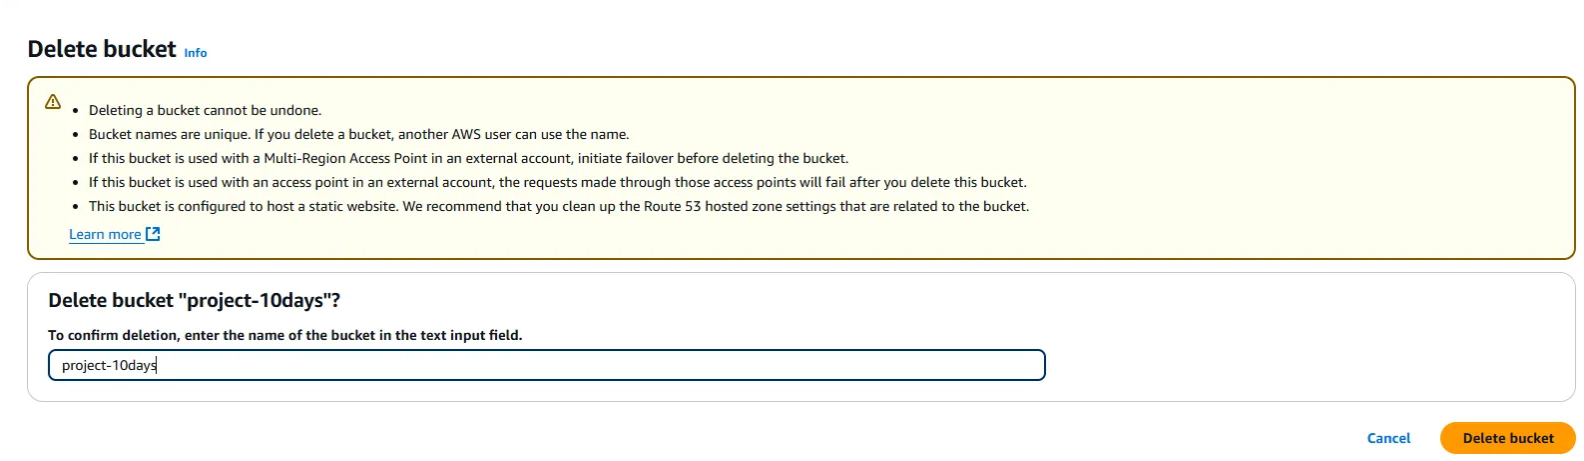 Delete bucket Info
• Deleting a bucket cannot be undone.
• Bucket names are unique. If you delete a bucket, another AWS user can use the name.
• If this bucket is used with a Multi-Region Access Point in an external account, initiate failover before deleting the bucket.
• If this bucket is used with an access point in an external account, the requests made through those access points will fail after you delete this bucket.
• This bucket is configured to host a static website. We recommend that you clean up the Route 53 hosted zone settings that are related to the bucket.
Learn more
Delete bucket "project-10days"?
To confirm deletion, enter the name of the bucket in the text input field.
project-10days
Cancel Delete bucket